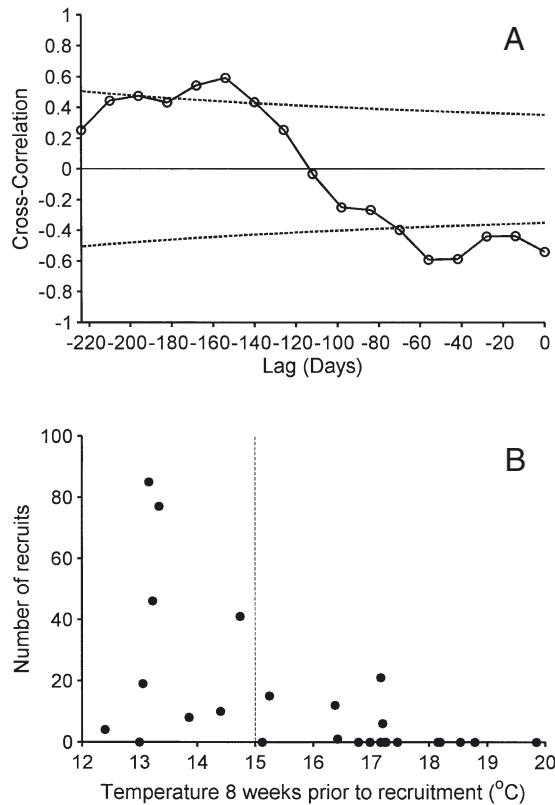 A
1
0.8
0.6
0.4
0.2
0
-0.2
-0.4
-0.6
-0.8
-1
Cross-Correlation
-220 -200 -180 -160 -140 -120 -100 -80 -60 -40 -20 0
Lag (Days)
B
100
80
60
40
20
0
Number of recruits
12 13 14 15 16 17 18 19 20
Temperature 8 weeks prior to recruitment (°C)